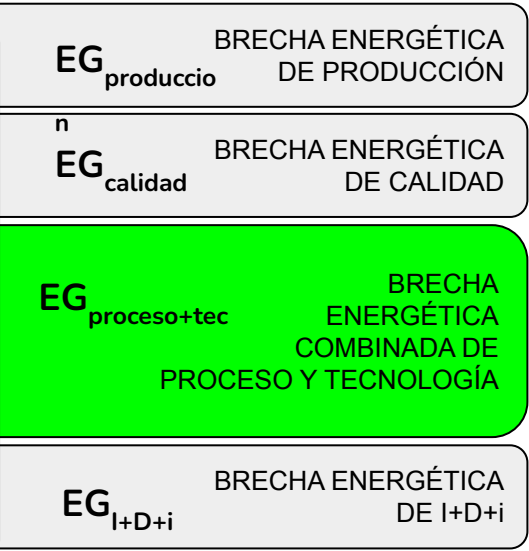 EGproduccio
n
BRECHA ENERGÉTICA
DE PRODUCCIÓN
EGcalidad
BRECHA ENERGÉTICA
DE CALIDAD
EGproceso+tec
BRECHA
ENERGÉTICA
COMBINADA DE
PROCESO Y TECNOLOGÍA
EGI+D+i
BRECHA ENERGÉTICA
DE I+D+i